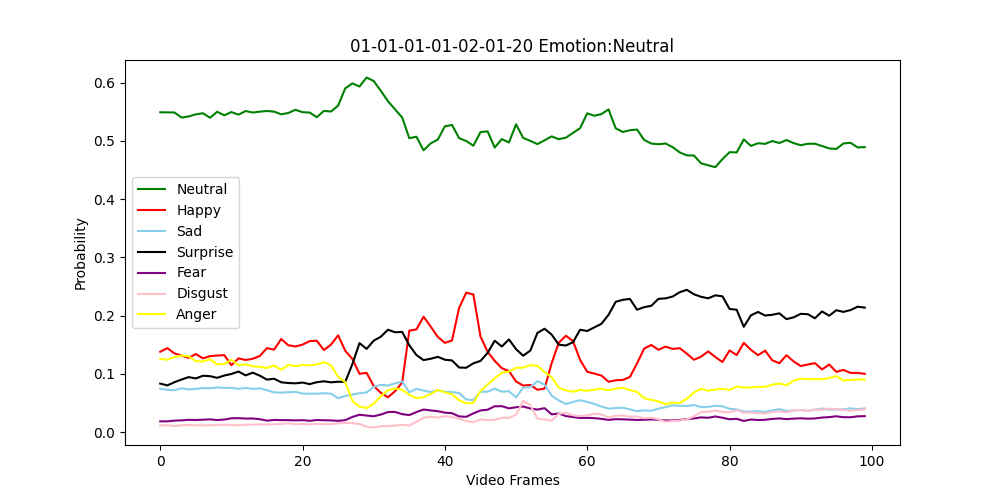 01-01-01-01-02-01-20 Emotion:Neutral
Probability
0.6
0.5
0.4
0.3
0.2
0.1
0.0
Neutral
Happy
Sad
Surprise
Fear
Disgust
Anger
0 20 40 60 80 100
Video Frames